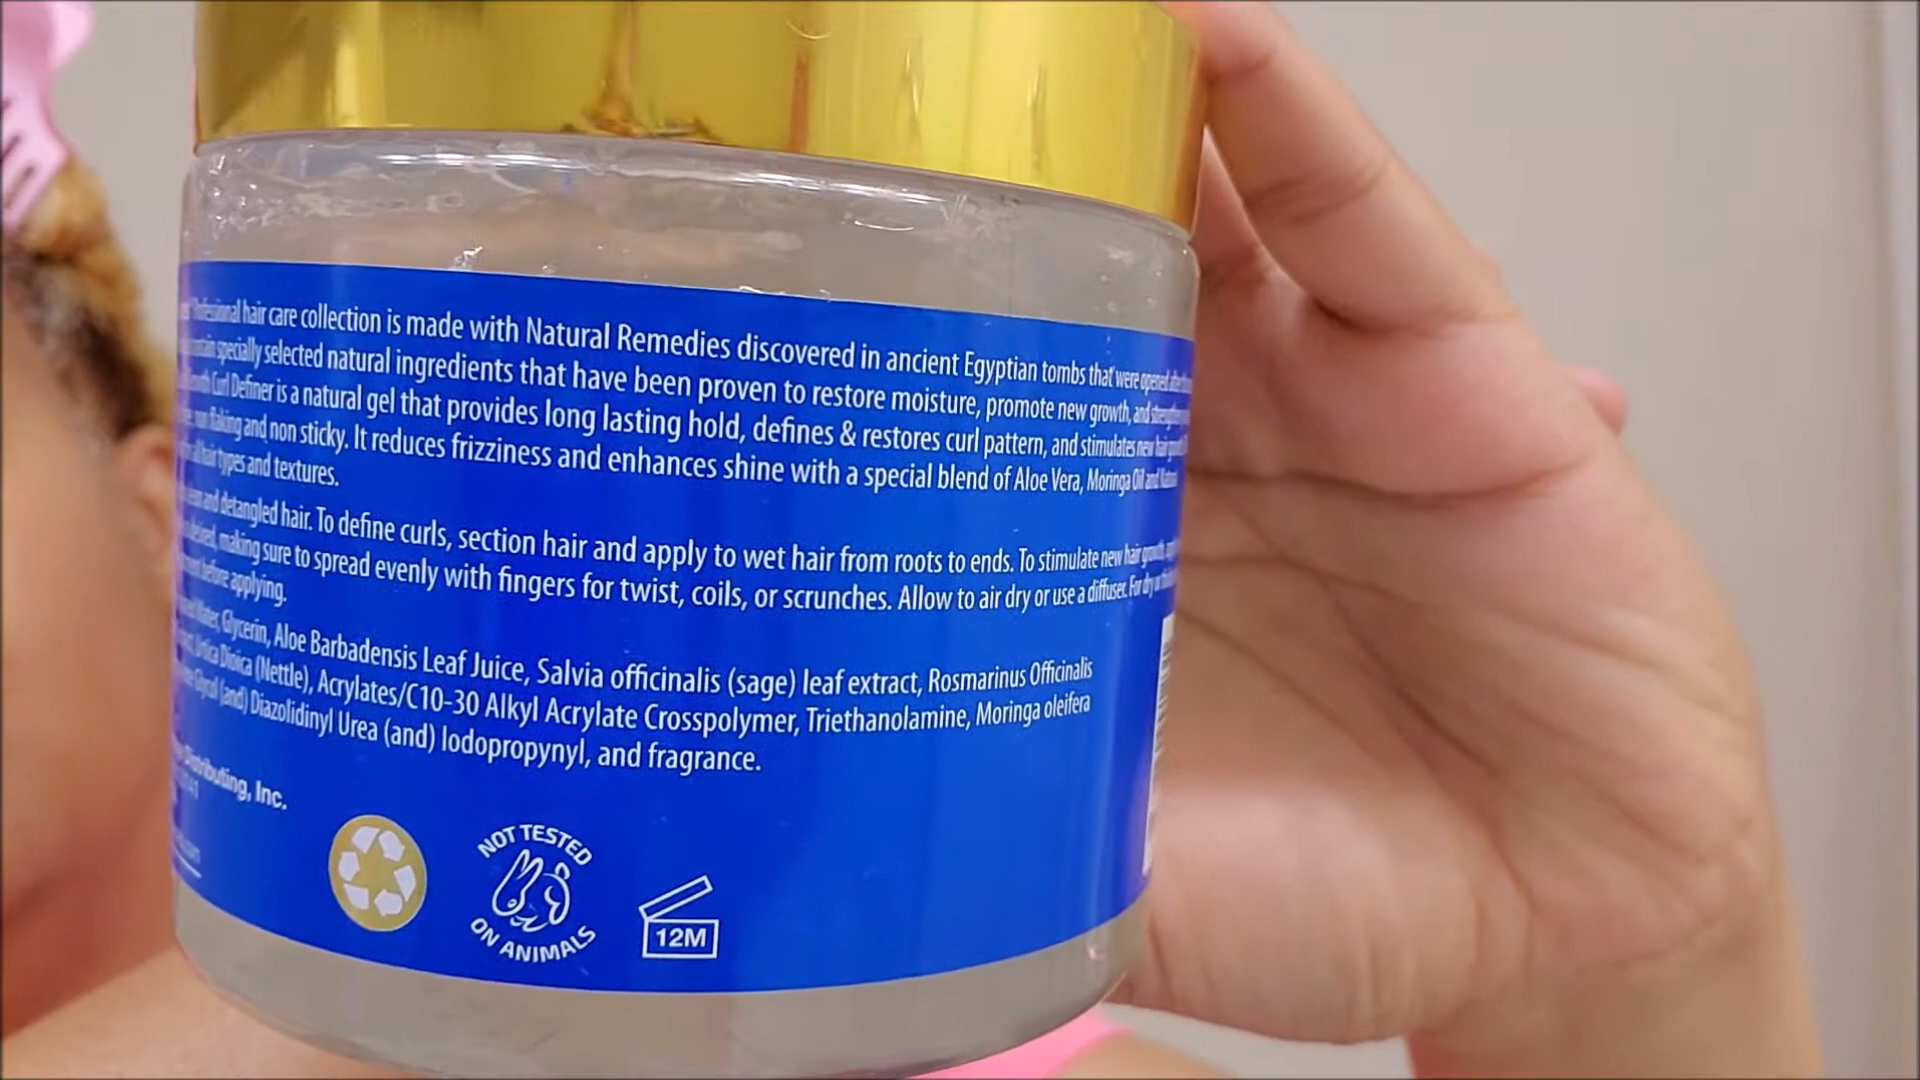 Professional hair care collection is made with Natural Remedies discovered in ancient Egyptian tombs that were opened
specially selected natural ingredients that have been proven to restore moisture, promote new growth, and
Curl Definer is a natural gel that provides long lasting hold, defines & restores curl pattern, and stimulates new hair
non flaking and non sticky. It reduces frizziness and enhances shine with a special blend of Aloe Vera, Moringa Oil and
all hair types and textures.
and detangled hair. To define curls, section hair and apply to wet hair from roots to ends. To stimulate new hair growth,
desired, making sure to spread evenly with fingers for twist, coils, or scrunches. Allow to air dry or use a diffuser. For dry or
before applying.
Water, Glycerin, Aloe Barbadensis Leaf Juice, Salvia officinalis (sage) leaf extract, Rosmarinus Officinalis
Urtica Dioica (Nettle), Acrylates/C10-30 Alkyl Acrylate Crosspolymer, Triethanolamine, Moringa oleifera
Glycol (and) Diazolidinyl Urea (and) Iodopropynyl, and fragrance.
Distributing, Inc.
NOT TESTED
ON ANIMALS
12M